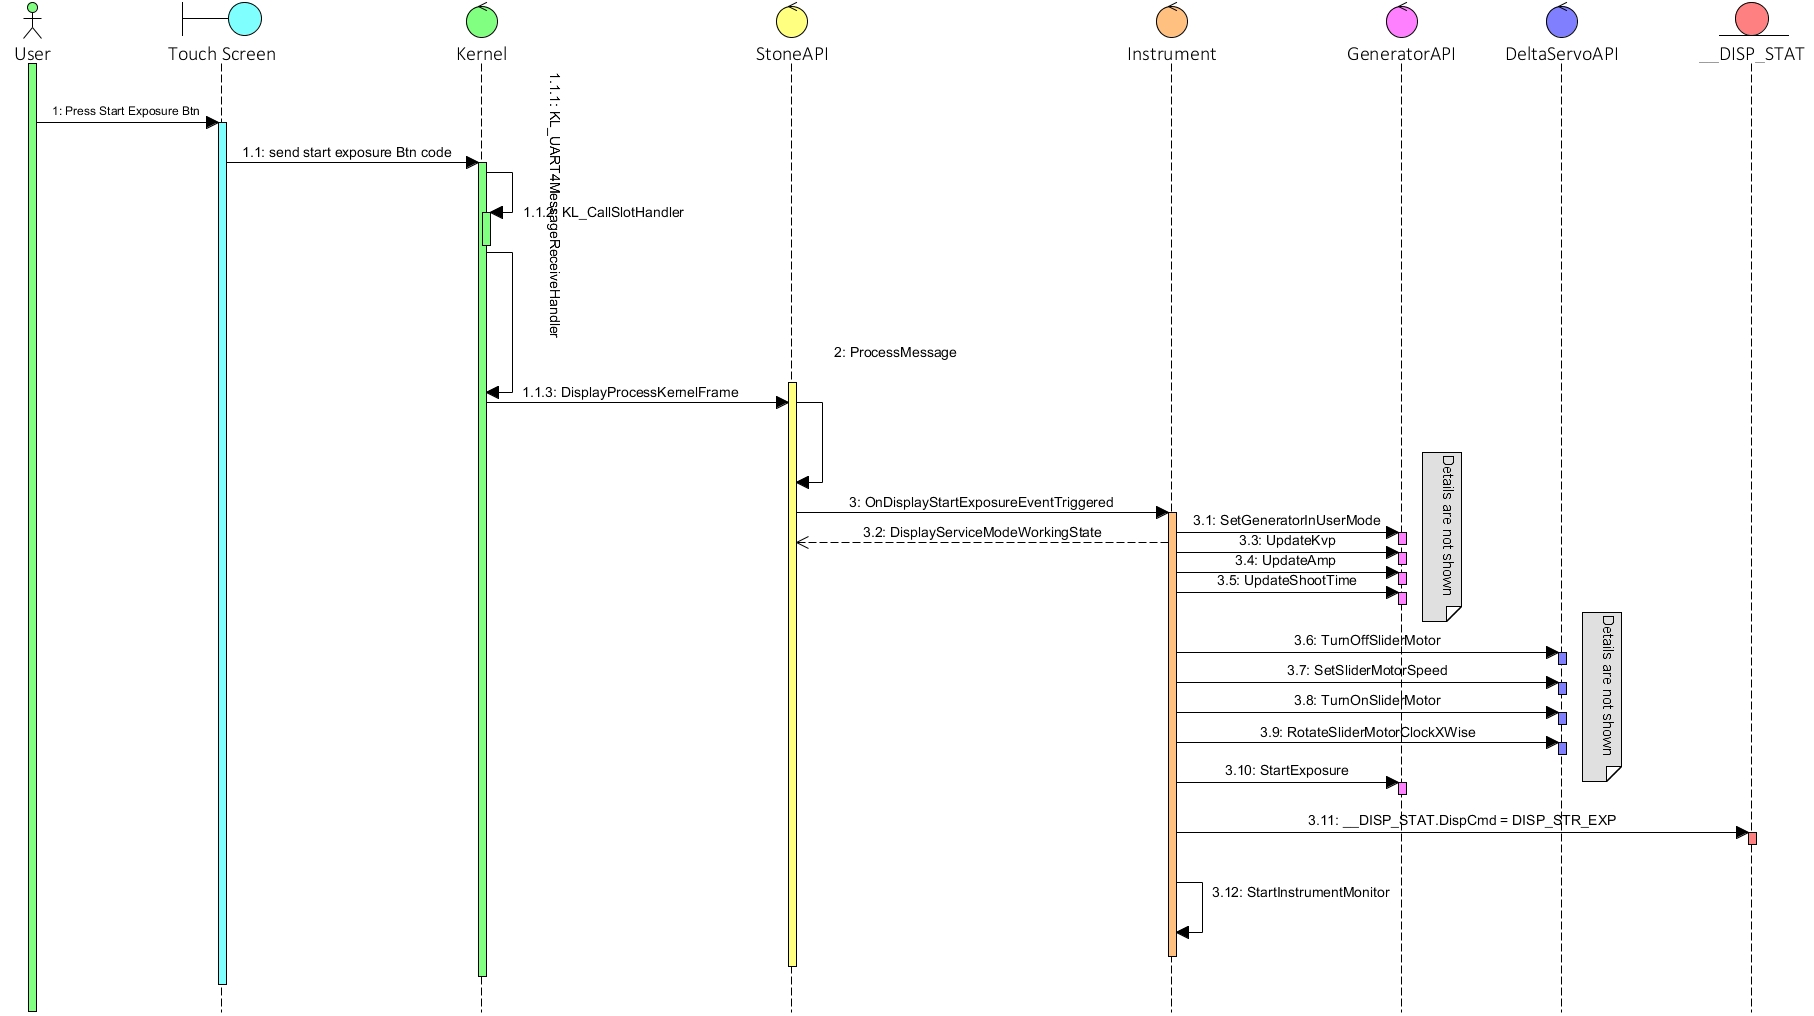 User
Touch Screen
Kernel
StoneAPI
Instrument
GeneratorAPI
DeltaServoAPI
__DISP_STAT
1: Press Start Exposure Btn
1.1: send start exposure Btn code
1.1.1: KL_UART4MessageReceiveHandler
1.1.2: KL_CallSlotHandler
2: ProcessMessage
1.1.3: DisplayProcessKernelFrame
3: OnDisplayStartExposureEventTriggered
3.1: SetGeneratorInUserMode
3.2: DisplayServiceModeWorkingState
3.3: UpdateKvp
3.4: UpdateAmp
3.5: UpdateShootTime
Details are not shown
3.6: TurnOffSliderMotor
3.7: SetSliderMotorSpeed
3.8: TurnOnSliderMotor
3.9: RotateSliderMotorClockXWise
Details are not shown
3.10: StartExposure
3.11: __DISP_STAT.DispCmd = DISP_STR_EXP
3.12: StartInstrumentMonitor